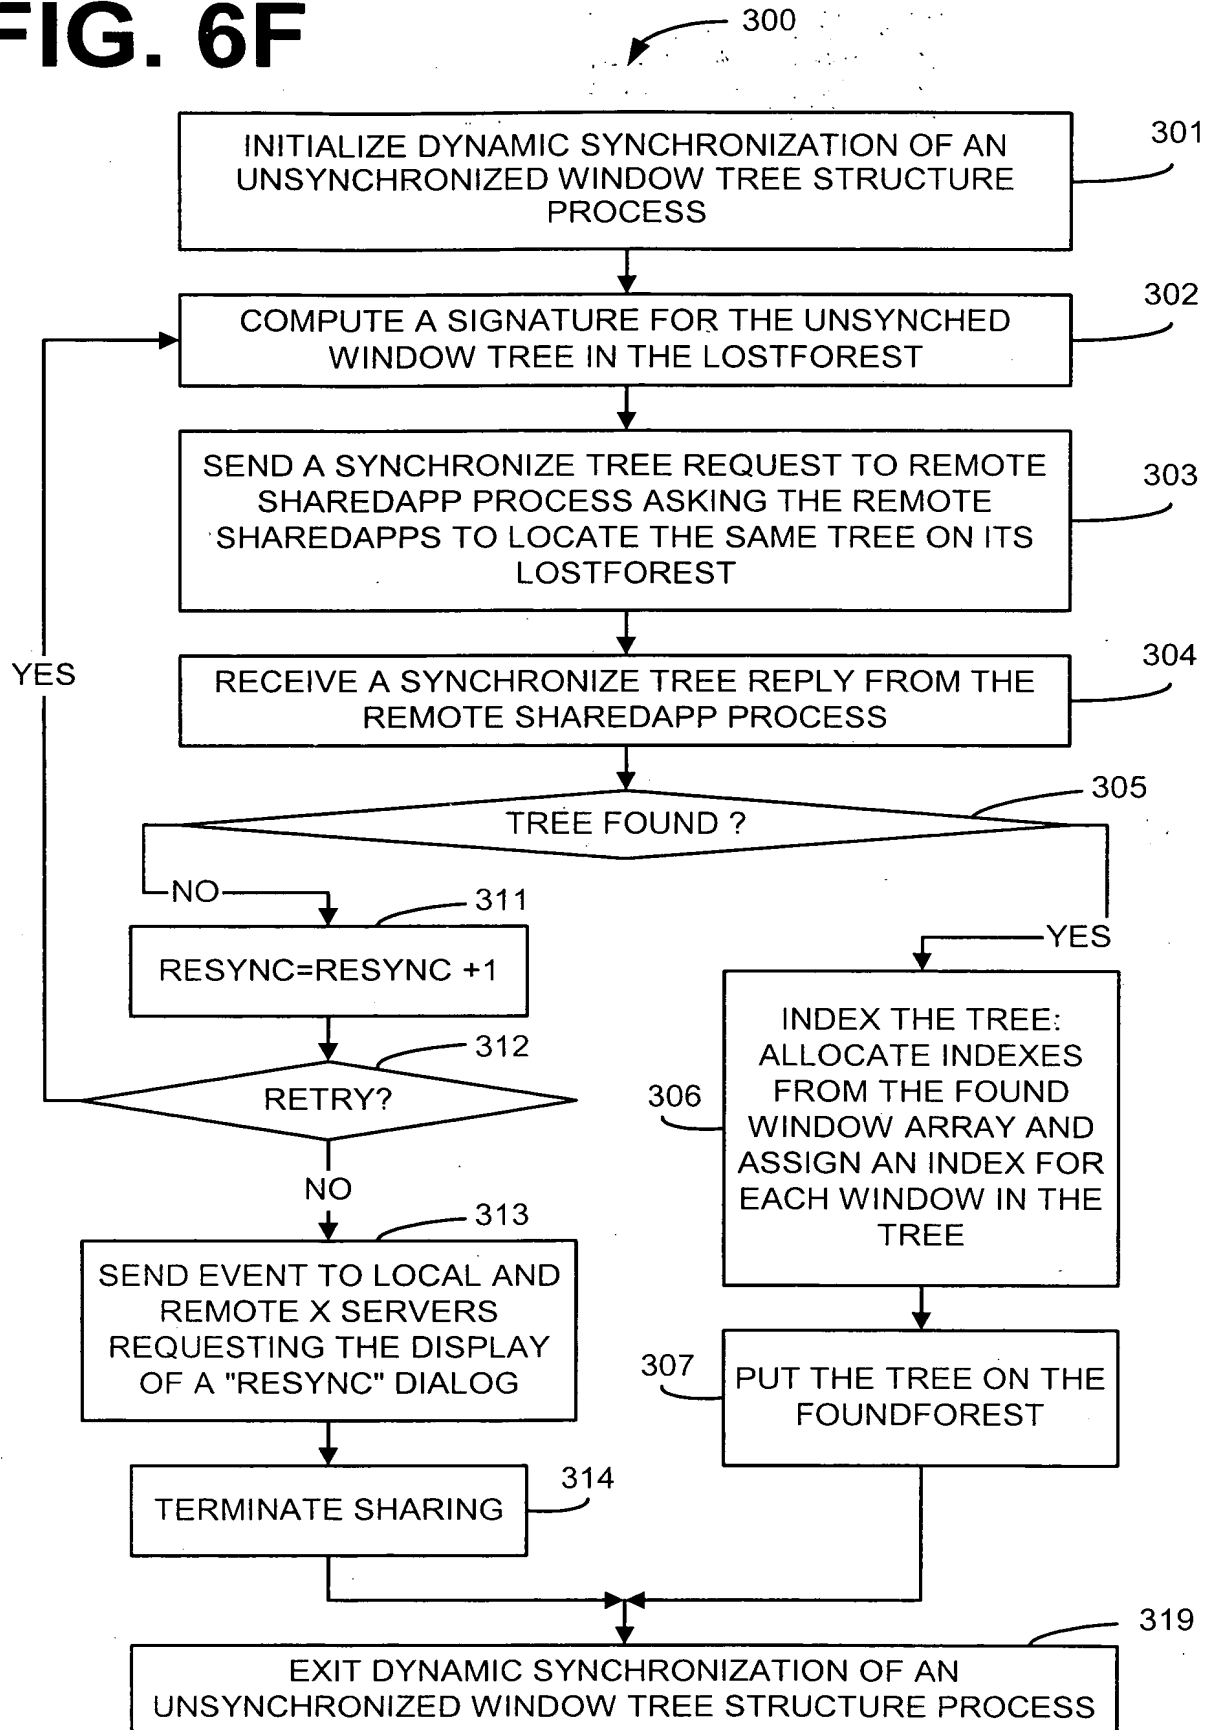 FIG. 6F
300
INITIALIZE DYNAMIC SYNCHRONIZATION OF AN
UNSYNCHRONIZED WINDOW TREE STRUCTURE
PROCESS
301
COMPUTE A SIGNATURE FOR THE UNSYNCHED
WINDOW TREE IN THE LOSTFOREST
302
SEND A SYNCHRONIZE TREE REQUEST TO REMOTE
SHAREDAPP PROCESS ASKING THE REMOTE
SHAREDAPPS TO LOCATE THE SAME TREE ON ITS
LOSTFOREST
303
RECEIVE A SYNCHRONIZE TREE REPLY FROM THE
REMOTE SHAREDAPP PROCESS
304
YES
TREE FOUND ?
305
NO
YES
311
RESYNC=RESYNC +1
312
RETRY?
NO
313
SEND EVENT TO LOCAL AND
REMOTE X SERVERS
REQUESTING THE DISPLAY
OF A "RESYNC" DIALOG
314
TERMINATE SHARING
306
INDEX THE TREE:
ALLOCATE INDEXES
FROM THE FOUND
WINDOW ARRAY AND
ASSIGN AN INDEX FOR
EACH WINDOW IN THE
TREE
307
PUT THE TREE ON THE
FOUNDFOREST
319
EXIT DYNAMIC SYNCHRONIZATION OF AN
UNSYNCHRONIZED WINDOW TREE STRUCTURE PROCESS